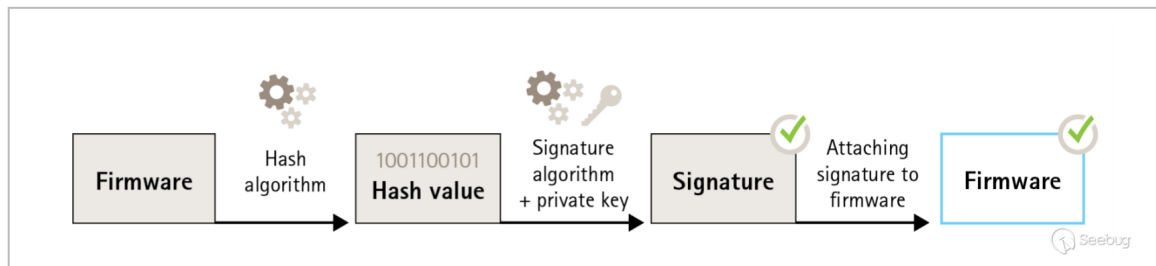 Firmware
Hash
algorithm
1001100101
Hash value
Signature
algorithm
+ private key
Signature
Attaching
signature to
firmware
Firmware
Seebug